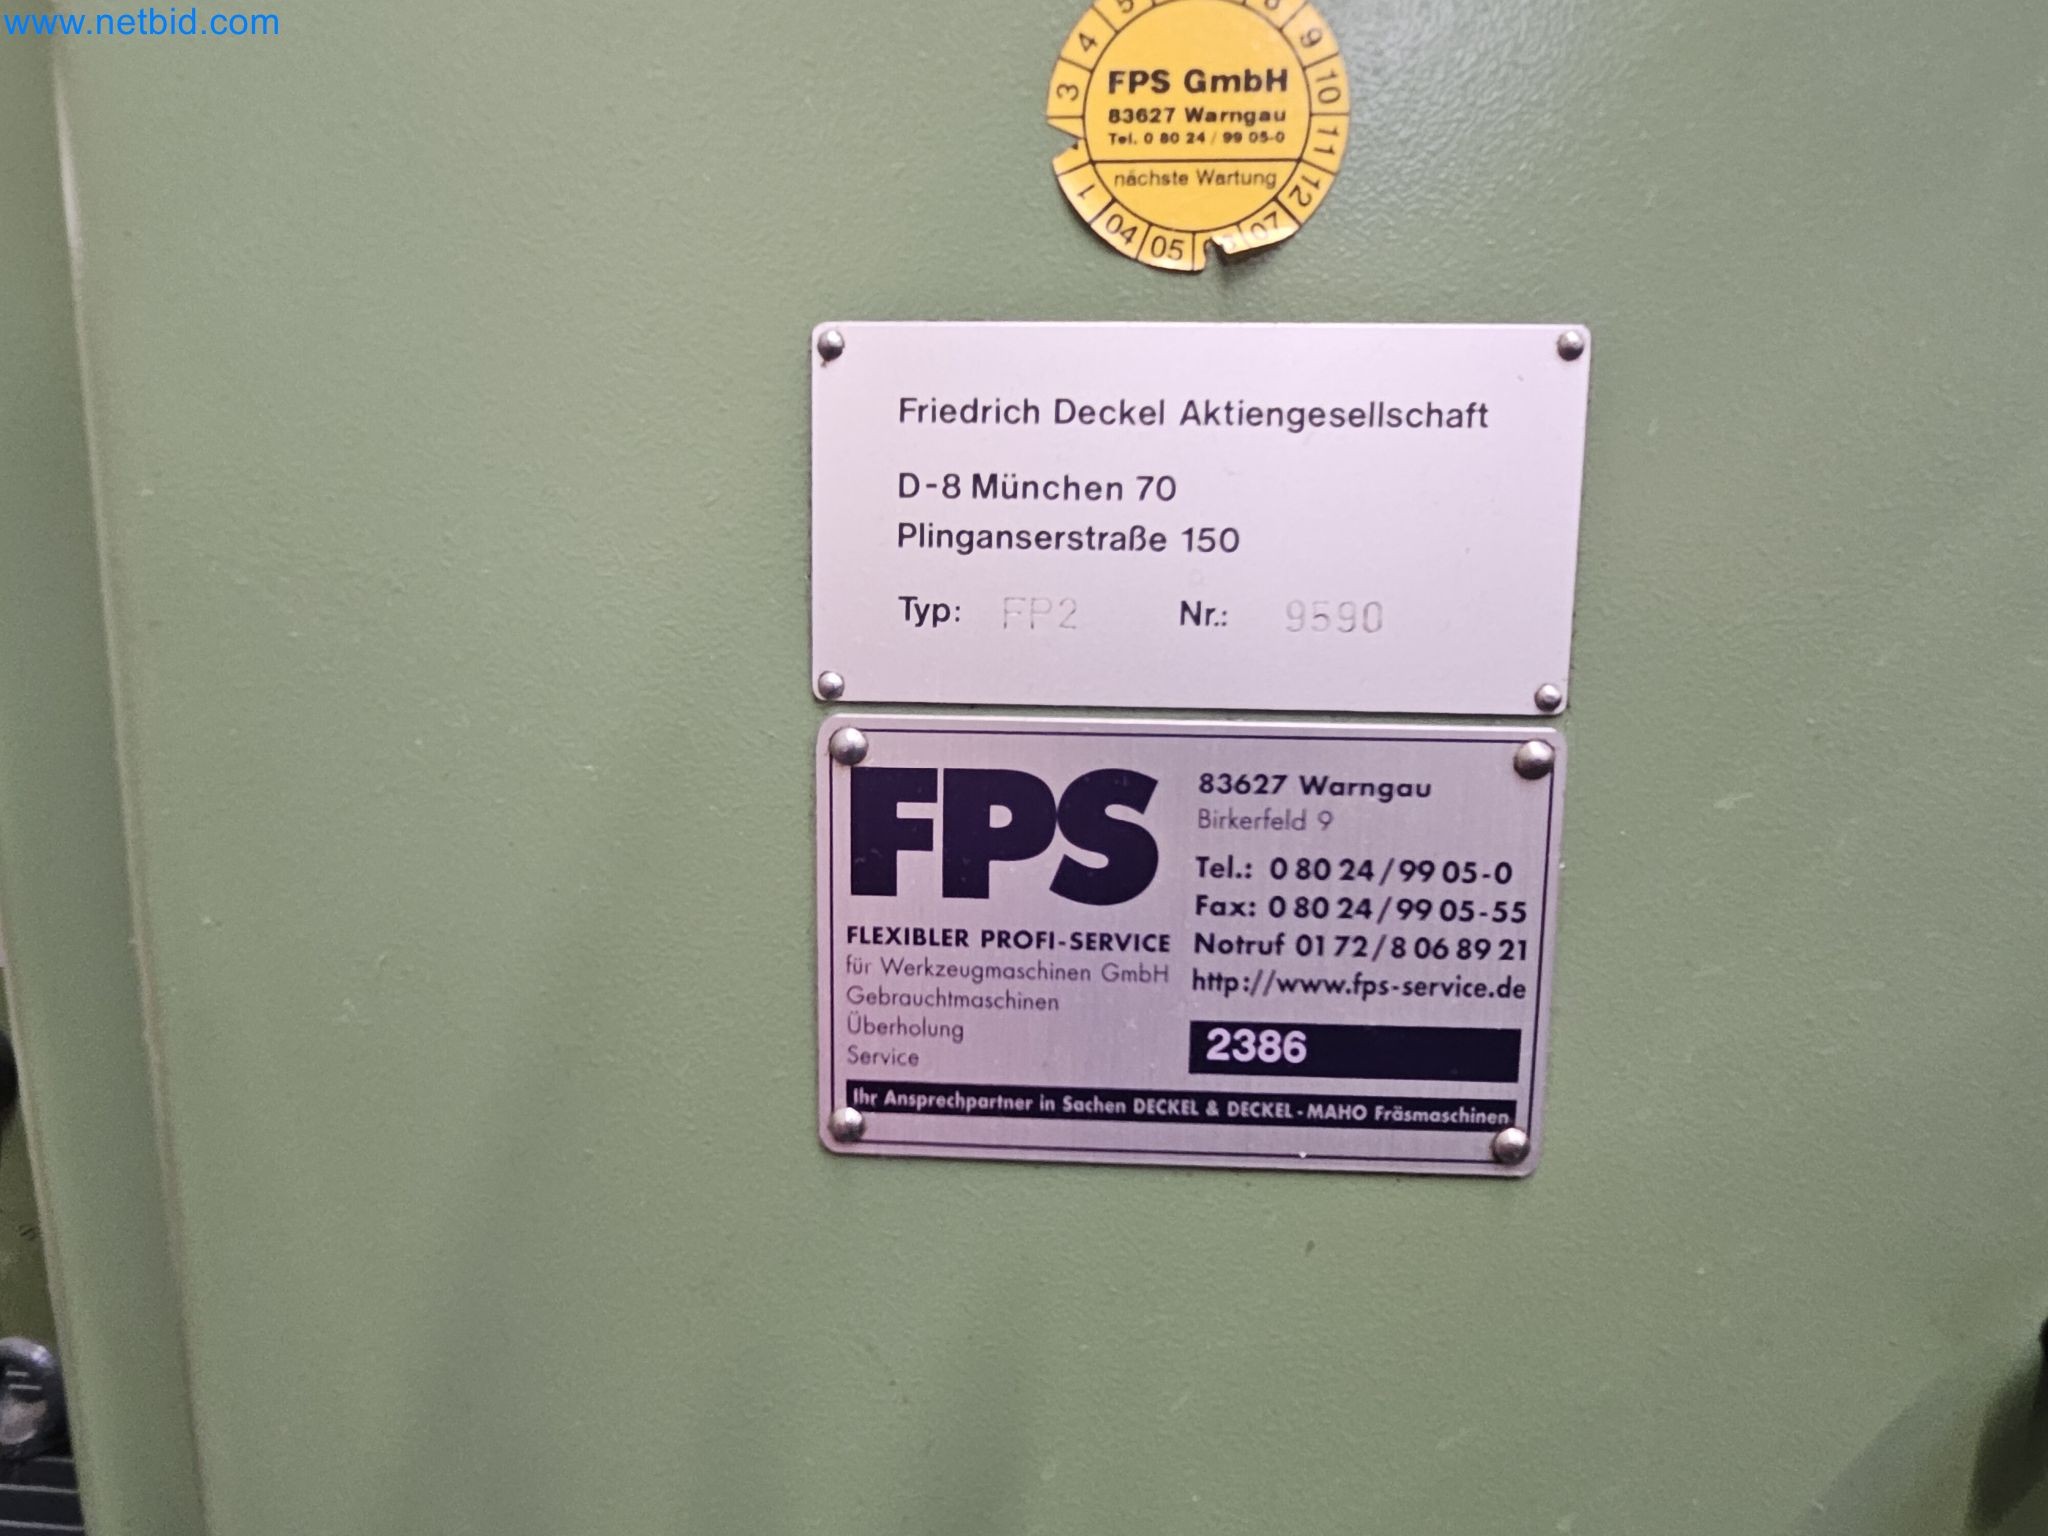 www.netbid.com
3 4 5 8 9 10 11 12
FPS GmbH
83627 Warngau
Tel. 0 80 24 / 99 05-0
nächste Wartung
1 04 05 07
Friedrich Deckel Aktiengesellschaft
D-8 München 70
Plinganserstraße 150
Typ: FP2 Nr.: 9590
FPS
FLEXIBLER PROFI-SERVICE
für Werkzeugmaschinen GmbH
Gebrauchtmaschinen
Überholung
Service
83627 Warngau
Birkerfeld 9
Tel.: 0 80 24/99 05-0
Fax: 0 80 24/99 05-55
Notruf 01 72/8 06 89 21
http://www.fps-service.de
2386
Ihr Ansprechpartner in Sachen DECKEL & DECKEL-MAHO Fräsmaschinen